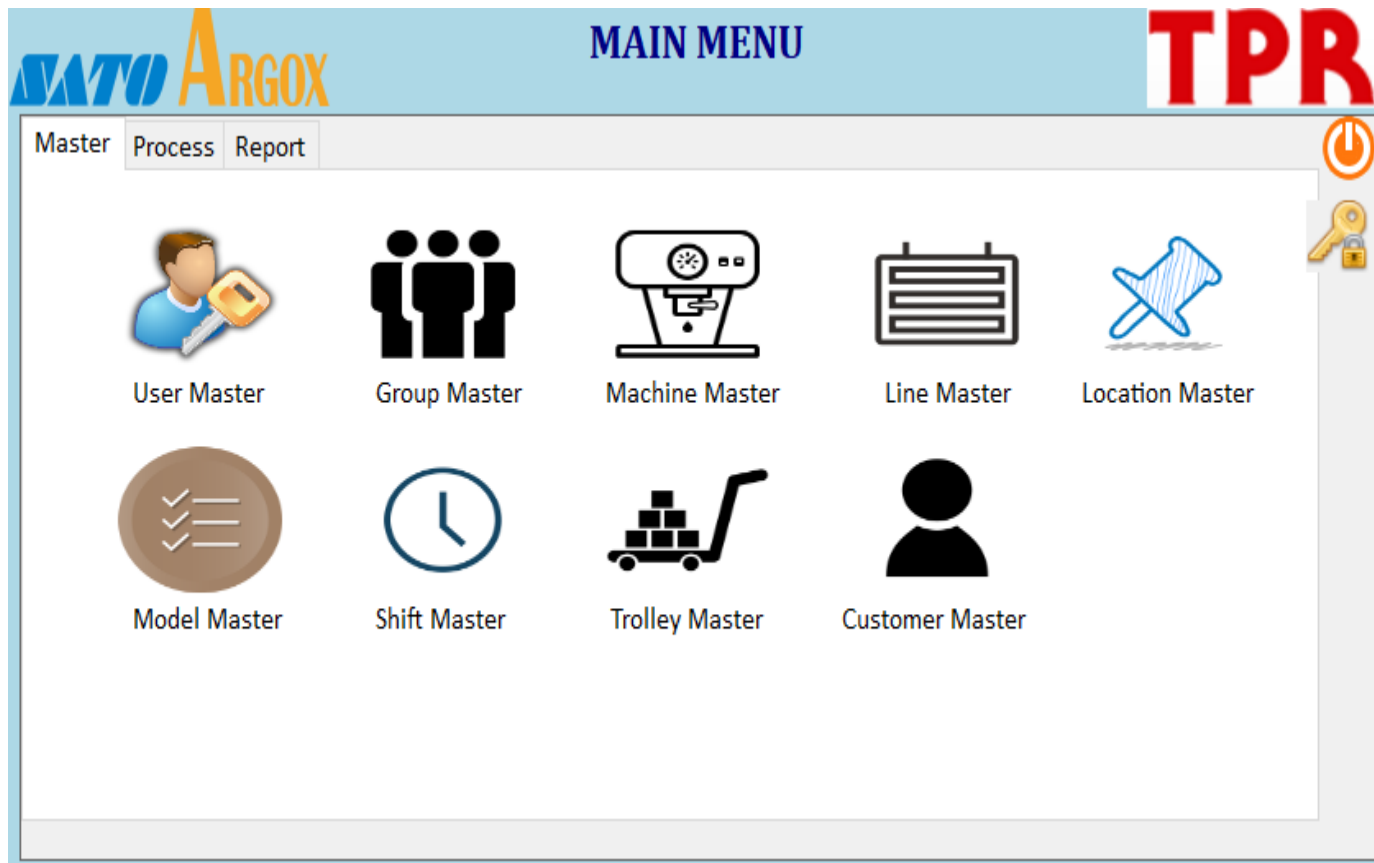 SATO ARGOX
MAIN MENU
TPR
Master Process Report
User Master Group Master Machine Master Line Master Location Master
Model Master Shift Master Trolley Master Customer Master